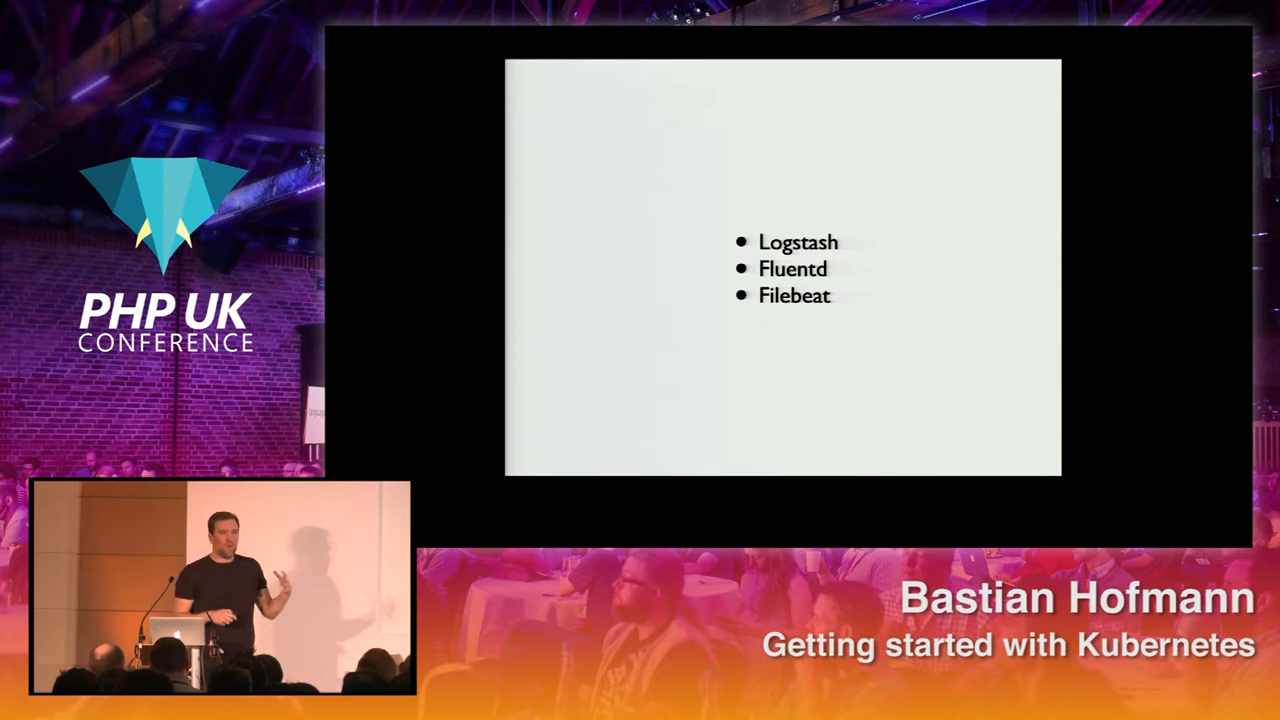 • Logstash
• Fluentd
• Filebeat
PHP UK
CONFERENCE
Bastian Hofmann
Getting started with Kubernetes